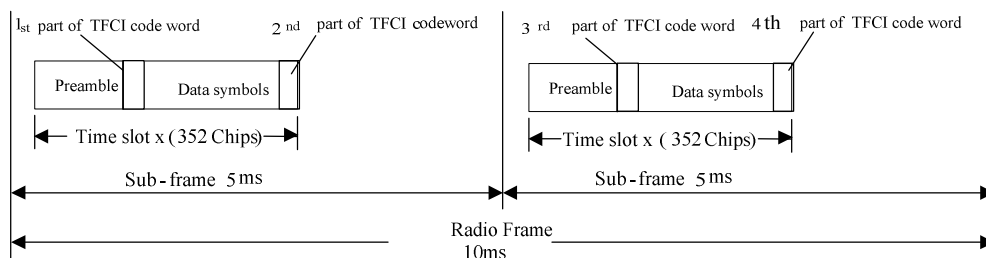 1st part of TFCI code word
2nd part of TFCI codeword
3rd part of TFCI code word
4th part of TFCI code word
Preamble
Data symbols
Preamble
Data symbols
Time slot x (352 Chips)
Time slot x (352 Chips)
Sub-frame 5ms
Sub-frame 5ms
Radio Frame
10ms